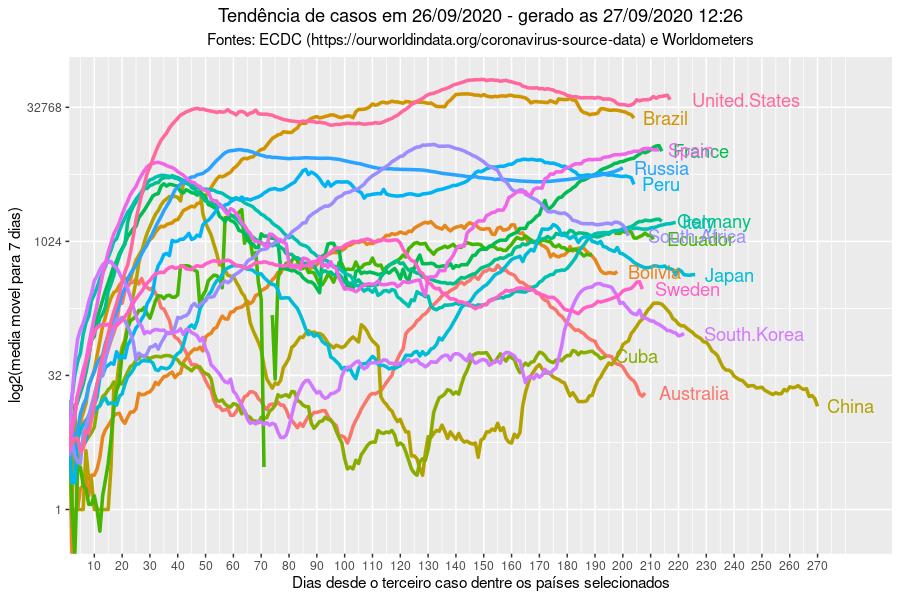 Tendência de casos em 26/09/2020 - gerado as 27/09/2020 12:26
Fontes: ECDC (https://ourworldindata.org/coronavirus-source-data) e Worldometers
log2(media movel para 7 dias)
32768
1024
32
1
United.States
Brazil
Spain
France
Russia
Peru
Germany
Italy
South.Africa
Ecuador
Bolivia
Japan
Sweden
South.Korea
Cuba
Australia
China
10 20 30 40 50 60 70 80 90 100 110 120 130 140 150 160 170 180 190 200 210 220 230 240 250 260 270
Dias desde o terceiro caso dentre os países selecionados